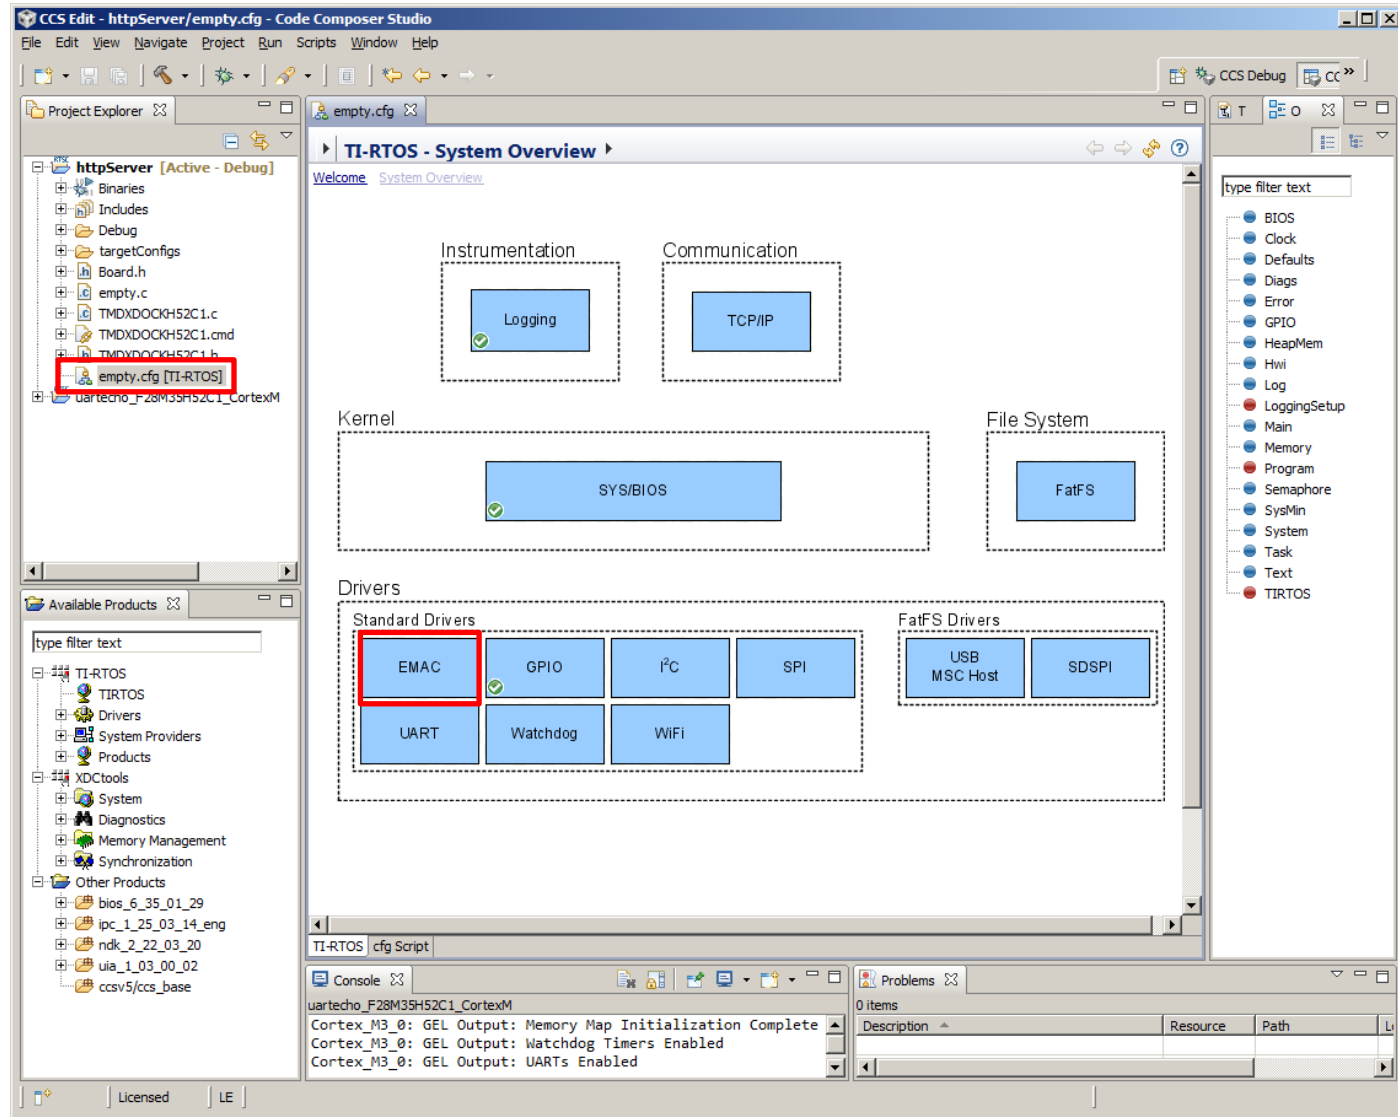 CCS Edit - httpServer/empty.cfg - Code Composer Studio
File Edit View Navigate Project Run Scripts Window Help
CCS Debug CC »
Project Explorer
httpServer [Active - Debug]
Binaries
Includes
Debug
targetConfigs
Board.h
empty.c
TMDXDOCKH52C1.c
TMDXDOCKH52C1.cmd
TMDXDOCKH52C1.h
empty.cfg [TI-RTOS]
uartecho_F28M35H52C1_CortexM
Available Products
type filter text
TI-RTOS
TIRTOS
Drivers
System Providers
Products
XDCtools
System
Diagnostics
Memory Management
Synchronization
Other Products
bios_6_35_01_29
ipc_1_25_03_14_eng
ndk_2_22_03_20
uia_1_03_00_02
ccsv5/ccs_base
empty.cfg
TI-RTOS - System Overview
Welcome System Overview
Instrumentation Communication
Logging TCP/IP
Kernel File System
SYS/BIOS FatFS
Drivers
Standard Drivers FatFS Drivers
EMAC GPIO I²C SPI USB MSC Host SDSPI
UART Watchdog WiFi
TI-RTOS cfg Script
T O
type filter text
BIOS
Clock
Defaults
Diags
Error
GPIO
HeapMem
Hwi
Log
LoggingSetup
Main
Memory
Program
Semaphore
SysMin
System
Task
Text
TIRTOS
Console
uartecho_F28M35H52C1_CortexM
Cortex_M3_0: GEL Output: Memory Map Initialization Complete
Cortex_M3_0: GEL Output: Watchdog Timers Enabled
Cortex_M3_0: GEL Output: UARTs Enabled
Problems
0 items
Description Resource Path
Licensed LE